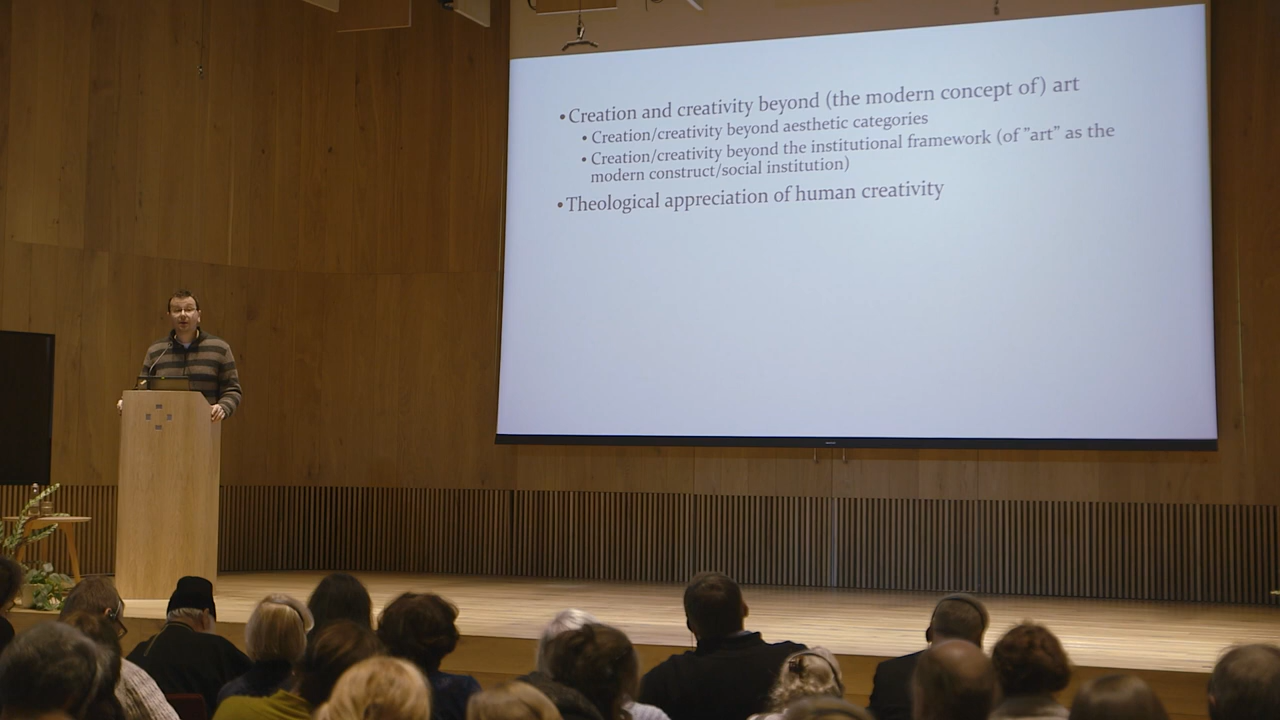 •Creation and creativity beyond (the modern concept of) art
• Creation/creativity beyond aesthetic categories
• Creation/creativity beyond the institutional framework (of ”art” as the
modern construct/social institution)
•Theological appreciation of human creativity